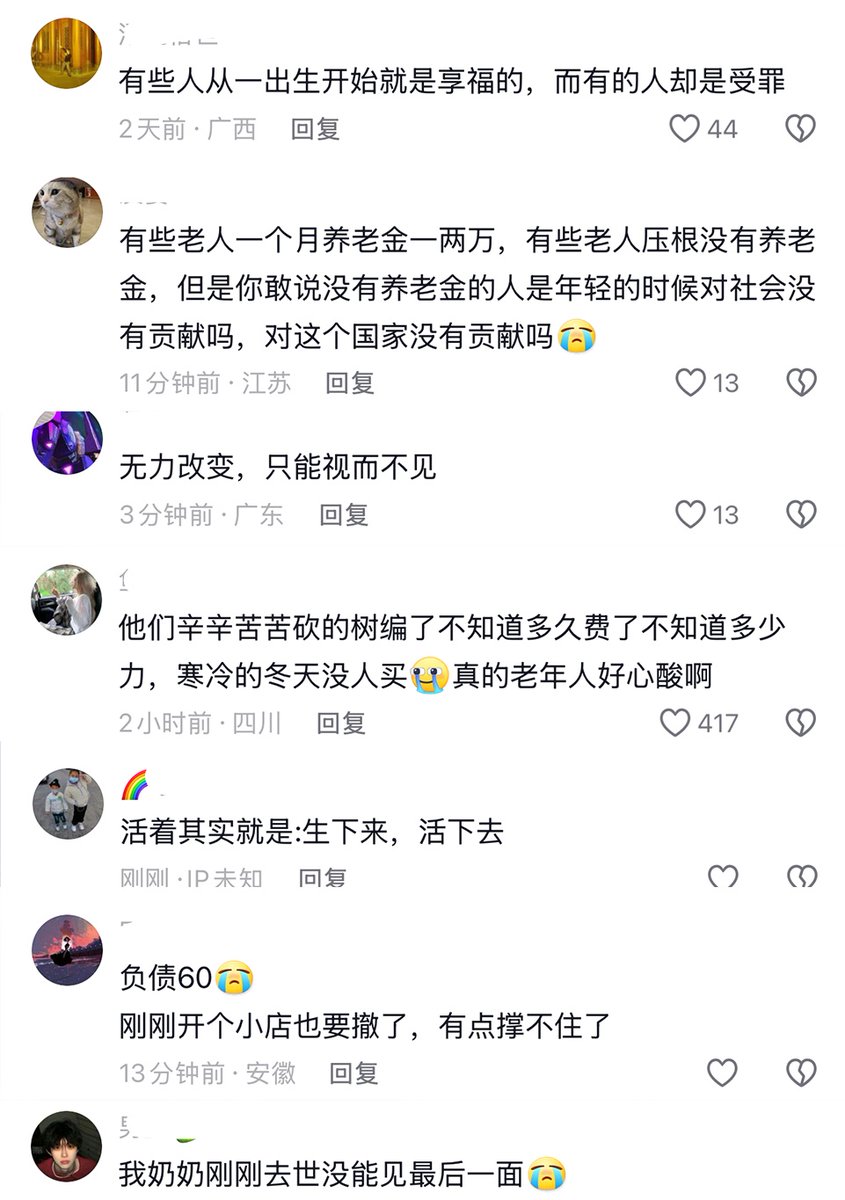 有些人从一出生开始就是享福的，而有的人却是受罪
2天前·广西 回复 44
有些老人一个月养老金一两万，有些老人压根没有养老
金，但是你敢说没有养老金的人是年轻的时候对社会没
有贡献吗，对这个国家没有贡献吗😭
11分钟前·江苏 回复 13
无力改变，只能视而不见
3分钟前·广东 回复 13
他们辛辛苦苦砍的树编了不知道多久费了不知道多少
力，寒冷的冬天没人买🥹真的老年人好心酸啊
2小时前·四川 回复 417
🌈
活着其实就是:生下来，活下去
刚刚·IP未知 回复
负债60😭
刚刚开个小店也要撤了，有点撑不住了
13分钟前·安徽 回复
我奶奶刚刚去世没能见最后一面😭